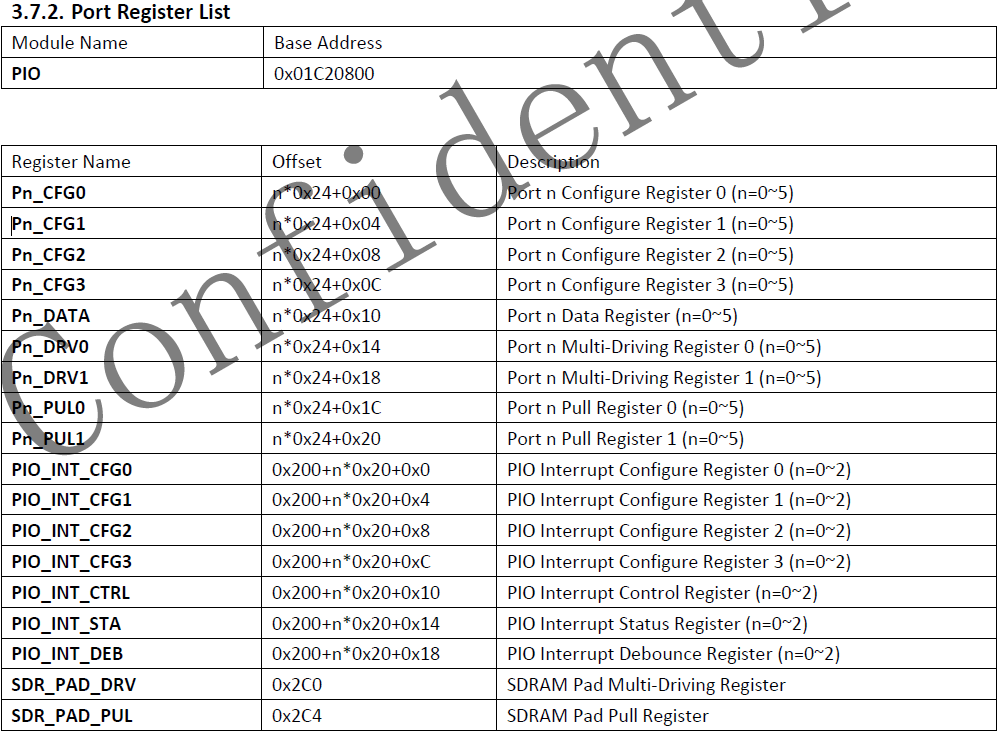 3.7.2. Port Register List
Module Name Base Address
PIO 0x01C20800
Register Name Offset Description
Pn_CFG0 n*0x24+0x00 Port n Configure Register 0 (n=0~5)
Pn_CFG1 n*0x24+0x04 Port n Configure Register 1 (n=0~5)
Pn_CFG2 n*0x24+0x08 Port n Configure Register 2 (n=0~5)
Pn_CFG3 n*0x24+0x0C Port n Configure Register 3 (n=0~5)
Pn_DATA n*0x24+0x10 Port n Data Register (n=0~5)
Pn_DRV0 n*0x24+0x14 Port n Multi-Driving Register 0 (n=0~5)
Pn_DRV1 n*0x24+0x18 Port n Multi-Driving Register 1 (n=0~5)
Pn_PUL0 n*0x24+0x1C Port n Pull Register 0 (n=0~5)
Pn_PUL1 n*0x24+0x20 Port n Pull Register 1 (n=0~5)
PIO_INT_CFG0 0x200+n*0x20+0x0 PIO Interrupt Configure Register 0 (n=0~2)
PIO_INT_CFG1 0x200+n*0x20+0x4 PIO Interrupt Configure Register 1 (n=0~2)
PIO_INT_CFG2 0x200+n*0x20+0x8 PIO Interrupt Configure Register 2 (n=0~2)
PIO_INT_CFG3 0x200+n*0x20+0xC PIO Interrupt Configure Register 3 (n=0~2)
PIO_INT_CTRL 0x200+n*0x20+0x10 PIO Interrupt Control Register (n=0~2)
PIO_INT_STA 0x200+n*0x20+0x14 PIO Interrupt Status Register (n=0~2)
PIO_INT_DEB 0x200+n*0x20+0x18 PIO Interrupt Debounce Register (n=0~2)
SDR_PAD_DRV 0x2C0 SDRAM Pad Multi-Driving Register
SDR_PAD_PUL 0x2C4 SDRAM Pad Pull Register
Confidenti